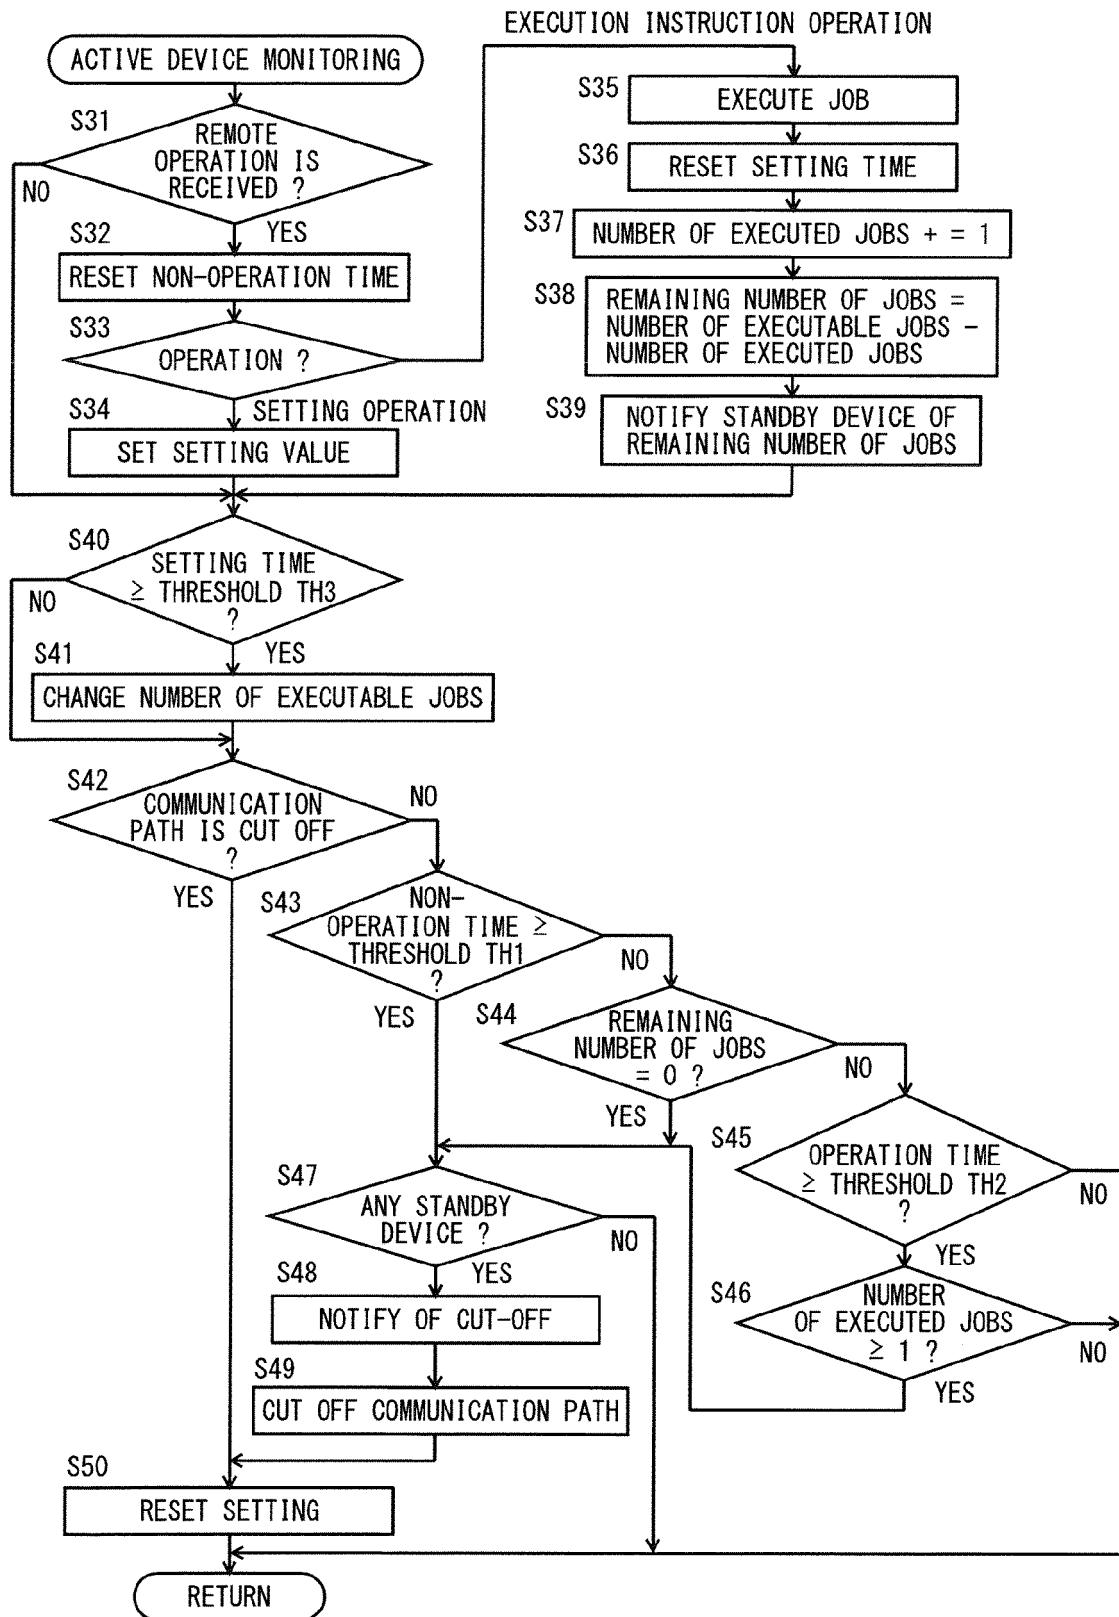 EXECUTION INSTRUCTION OPERATION
ACTIVE DEVICE MONITORING
S31
REMOTE
OPERATION IS
RECEIVED ?
NO
YES
S32
RESET NON-OPERATION TIME
S33
OPERATION ?
S34
SETTING OPERATION
SET SETTING VALUE
S35
EXECUTE JOB
S36
RESET SETTING TIME
S37
NUMBER OF EXECUTED JOBS + = 1
S38
REMAINING NUMBER OF JOBS =
NUMBER OF EXECUTABLE JOBS -
NUMBER OF EXECUTED JOBS
S39
NOTIFY STANDBY DEVICE OF
REMAINING NUMBER OF JOBS
S40
SETTING TIME
≥ THRESHOLD TH3
?
NO
YES
S41
CHANGE NUMBER OF EXECUTABLE JOBS
S42
COMMUNICATION
PATH IS CUT OFF
?
NO
YES
S43
NON-
OPERATION TIME ≥
THRESHOLD TH1
?
NO
YES
S44
REMAINING
NUMBER OF JOBS
= 0 ?
NO
YES
S45
OPERATION TIME
≥ THRESHOLD TH2
?
NO
YES
S46
NUMBER
OF EXECUTED JOBS
≥ 1 ?
NO
YES
S47
ANY STANDBY
DEVICE ?
NO
YES
S48
NOTIFY OF CUT-OFF
S49
CUT OFF COMMUNICATION PATH
S50
RESET SETTING
RETURN